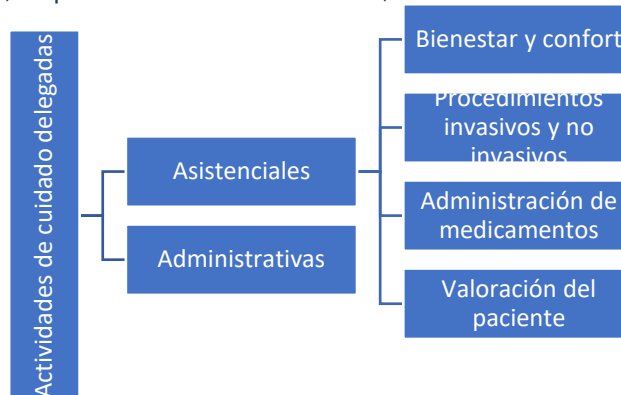 Actividades de cuidado delegadas
Asistenciales
Administrativas
Bienestar y confort
Procedimientos
invasivos y no
invasivos
Administración de
medicamentos
Valoración del
paciente